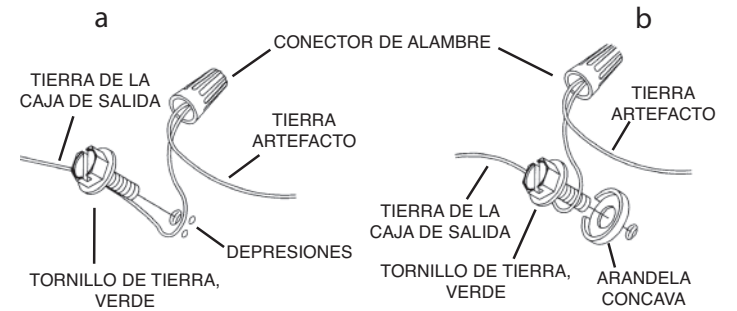 a
b
CONECTOR DE ALAMBRE
TIERRA DE LA
CAJA DE SALIDA
TIERRA
ARTEFACTO
DEPRESIONES
TORNILLO DE TIERRA,
VERDE
TIERRA
ARTEFACTO
TIERRA DE LA
CAJA DE SALIDA
TORNILLO DE TIERRA,
VERDE
ARANDELA
CONCAVA